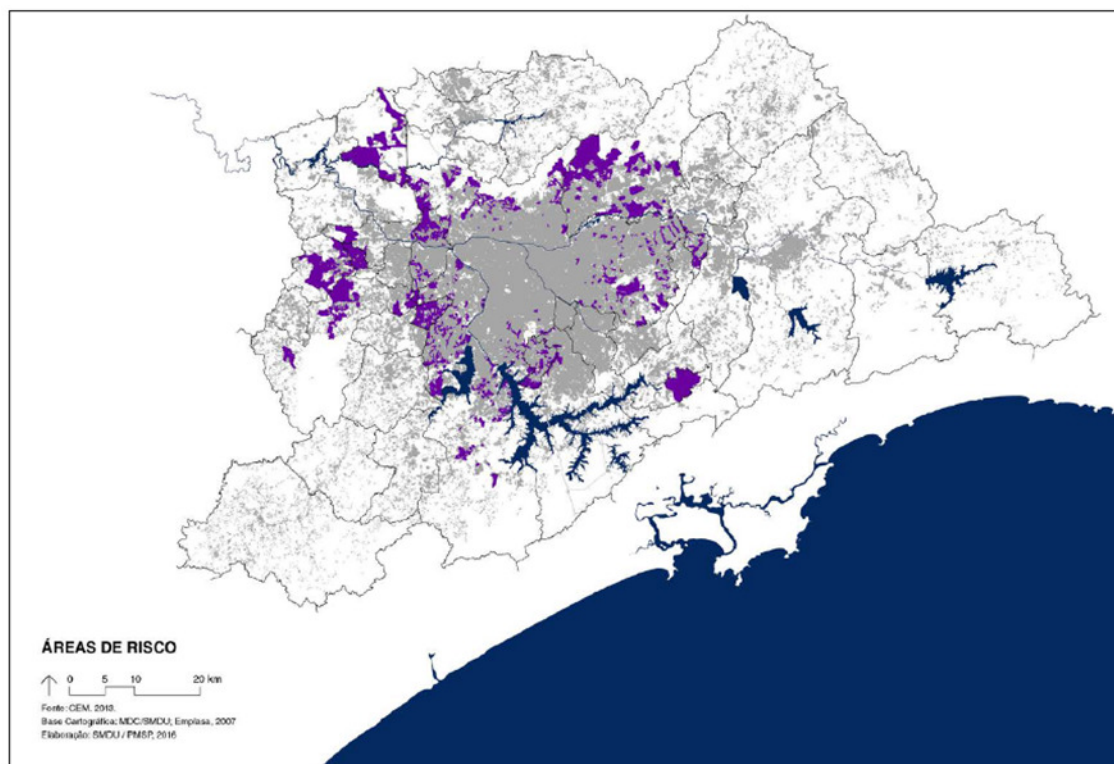 ÁREAS DE RISCO
0 5 10 20 km
Fonte: CEM, 2013.
Base Cartográfica: MDC/SMDU; Emplasa, 2007
Elaboração: SMDU / PMSP, 2016